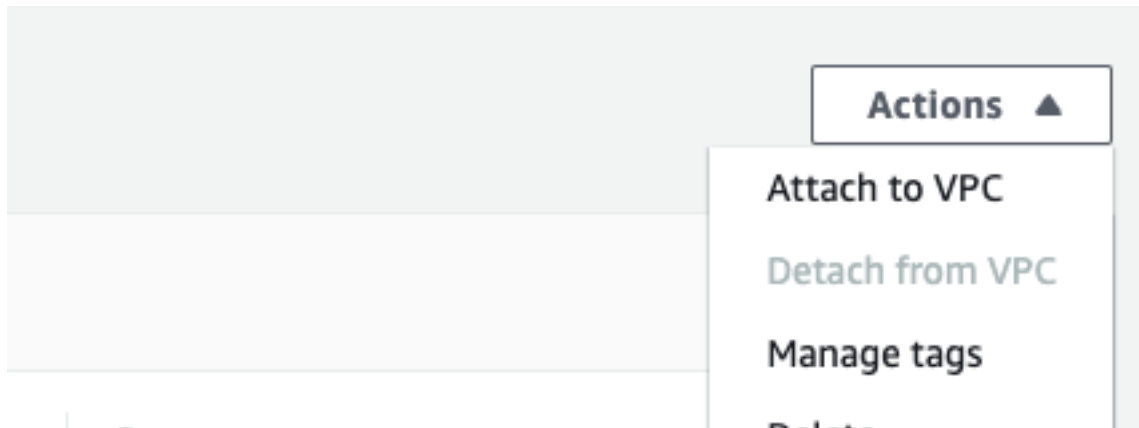 Actions
Attach to VPC
Detach from VPC
Manage tags